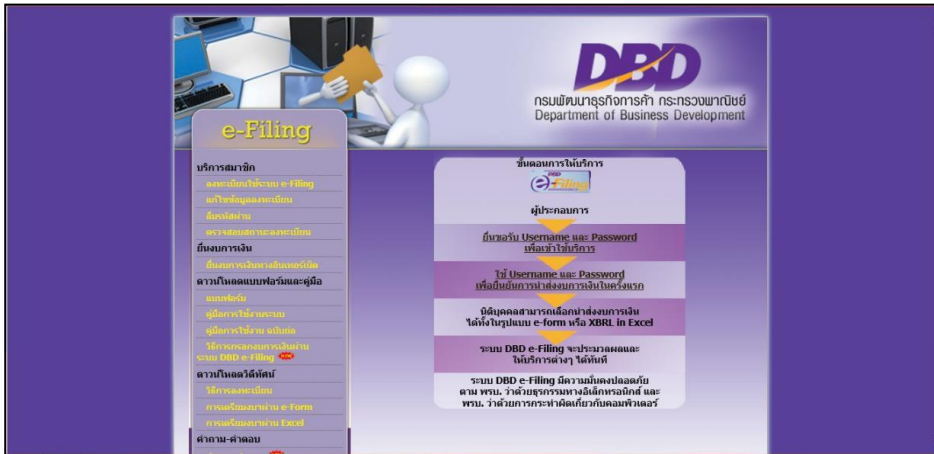 DBD
กรมพัฒนาธุรกิจการค้า กระทรวงพาณิชย์
Department of Business Development
e-Filing
บริการสมาชิก
ลงทะเบียนใช้ระบบ e-Filing
แก้ไขข้อมูลลงทะเบียน
ลืมรหัสผ่าน
ตรวจสอบสถานะลงทะเบียน
ยื่นงบการเงิน
ยื่นงบการเงินทางอินเทอร์เน็ต
ดาวน์โหลดแบบฟอร์มและคู่มือ
แบบฟอร์ม
คู่มือการใช้งานระบบ
คู่มือการใช้งาน ฉบับย่อ
วิธีการกรอกงบการเงินผ่าน
ระบบ DBD e-Filing
ดาวน์โหลดวีดีทัศน์
วิธีการลงทะเบียน
การเตรียมงบฯผ่าน e-Form
การเตรียมงบฯผ่าน Excel
คำถาม-คำตอบ
ขั้นตอนการให้บริการ
DBD
e-Filing
ผู้ประกอบการ
ยื่นขอรับ Username และ Password
เพื่อเข้าใช้บริการ
ใช้ Username และ Password
เพื่อยืนยันการนำส่งงบการเงินในครั้งแรก
นิติบุคคลสามารถเลือกนำส่งงบการเงิน
ได้ทั้งในรูปแบบ e-form หรือ XBRL in Excel
ระบบ DBD e-Filing จะประมวลผลและ
ให้บริการต่างๆ ได้ทันที
ระบบ DBD e-Filing มีความมั่นคงปลอดภัย
ตาม พรบ. ว่าด้วยธุรกรรมทางอิเล็กทรอนิกส์ และ
พรบ. ว่าด้วยการกระทำผิดเกี่ยวกับคอมพิวเตอร์